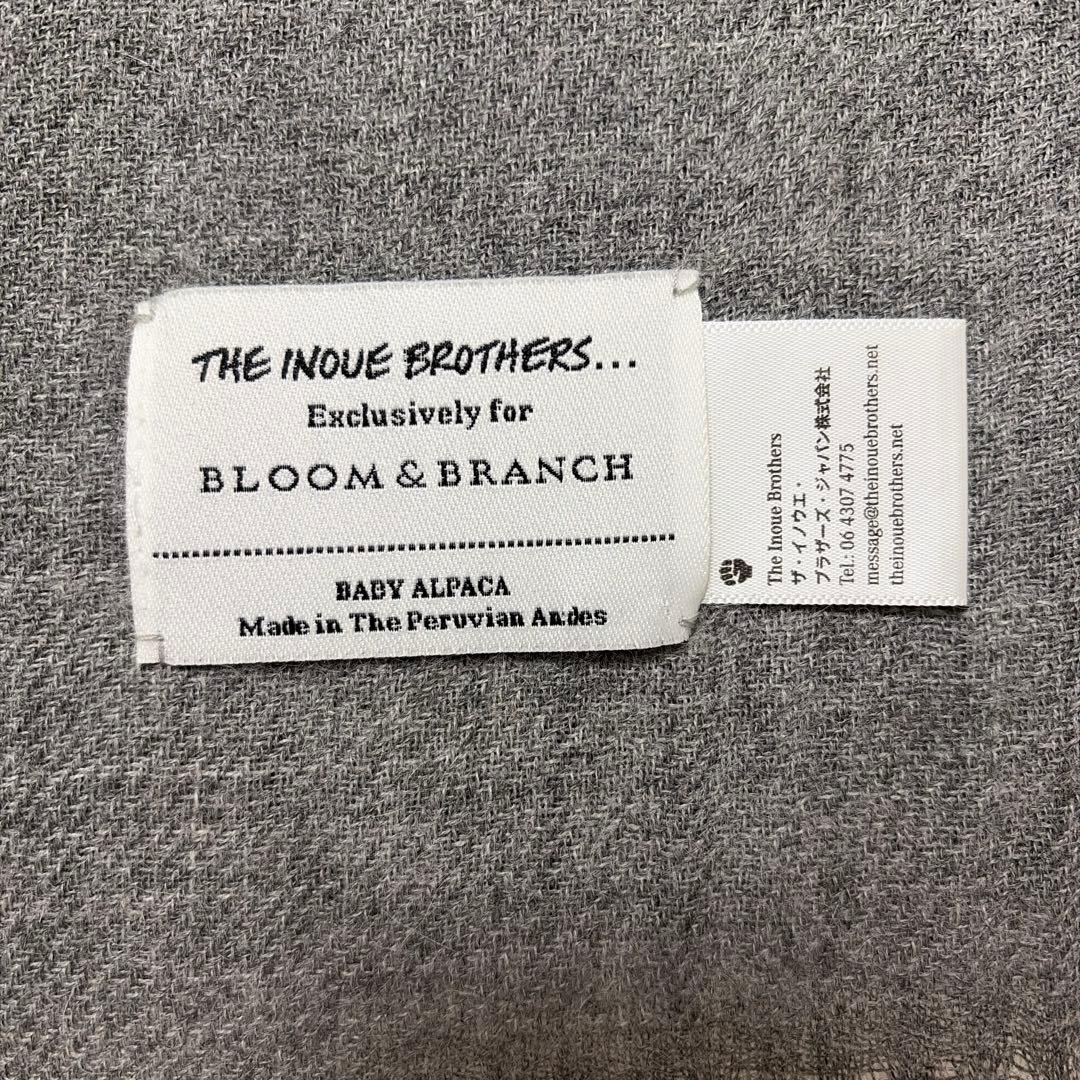 THE INOUE BROTHERS...
Exclusively for
BLOOM & BRANCH
BABY ALPACA
Made in The Peruvian Andes
The Inoue Brothers
ザ・イノウエ・
ブラザーズ・ジャパン株式会社
Tel.: 06 4307 4775
message@theinouebrothers.net
theinouebrothers.net